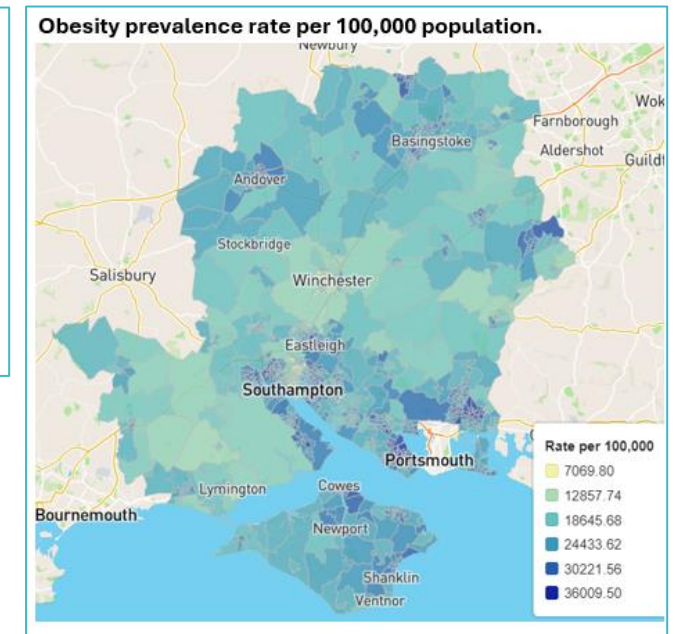 Obesity prevalence rate per 100,000 population.
Newbury
Wok
Farnborough
Basingstoke
Aldershot
Guildf
Andover
Stockbridge
Salisbury
Winchester
Eastleigh
Southampton
Rate per 100,000
7069.80
12857.74
18645.68
24433.62
30221.56
36009.50
Portsmouth
Lymington
Cowes
Bournemouth
Newport
Shanklin
Ventnor